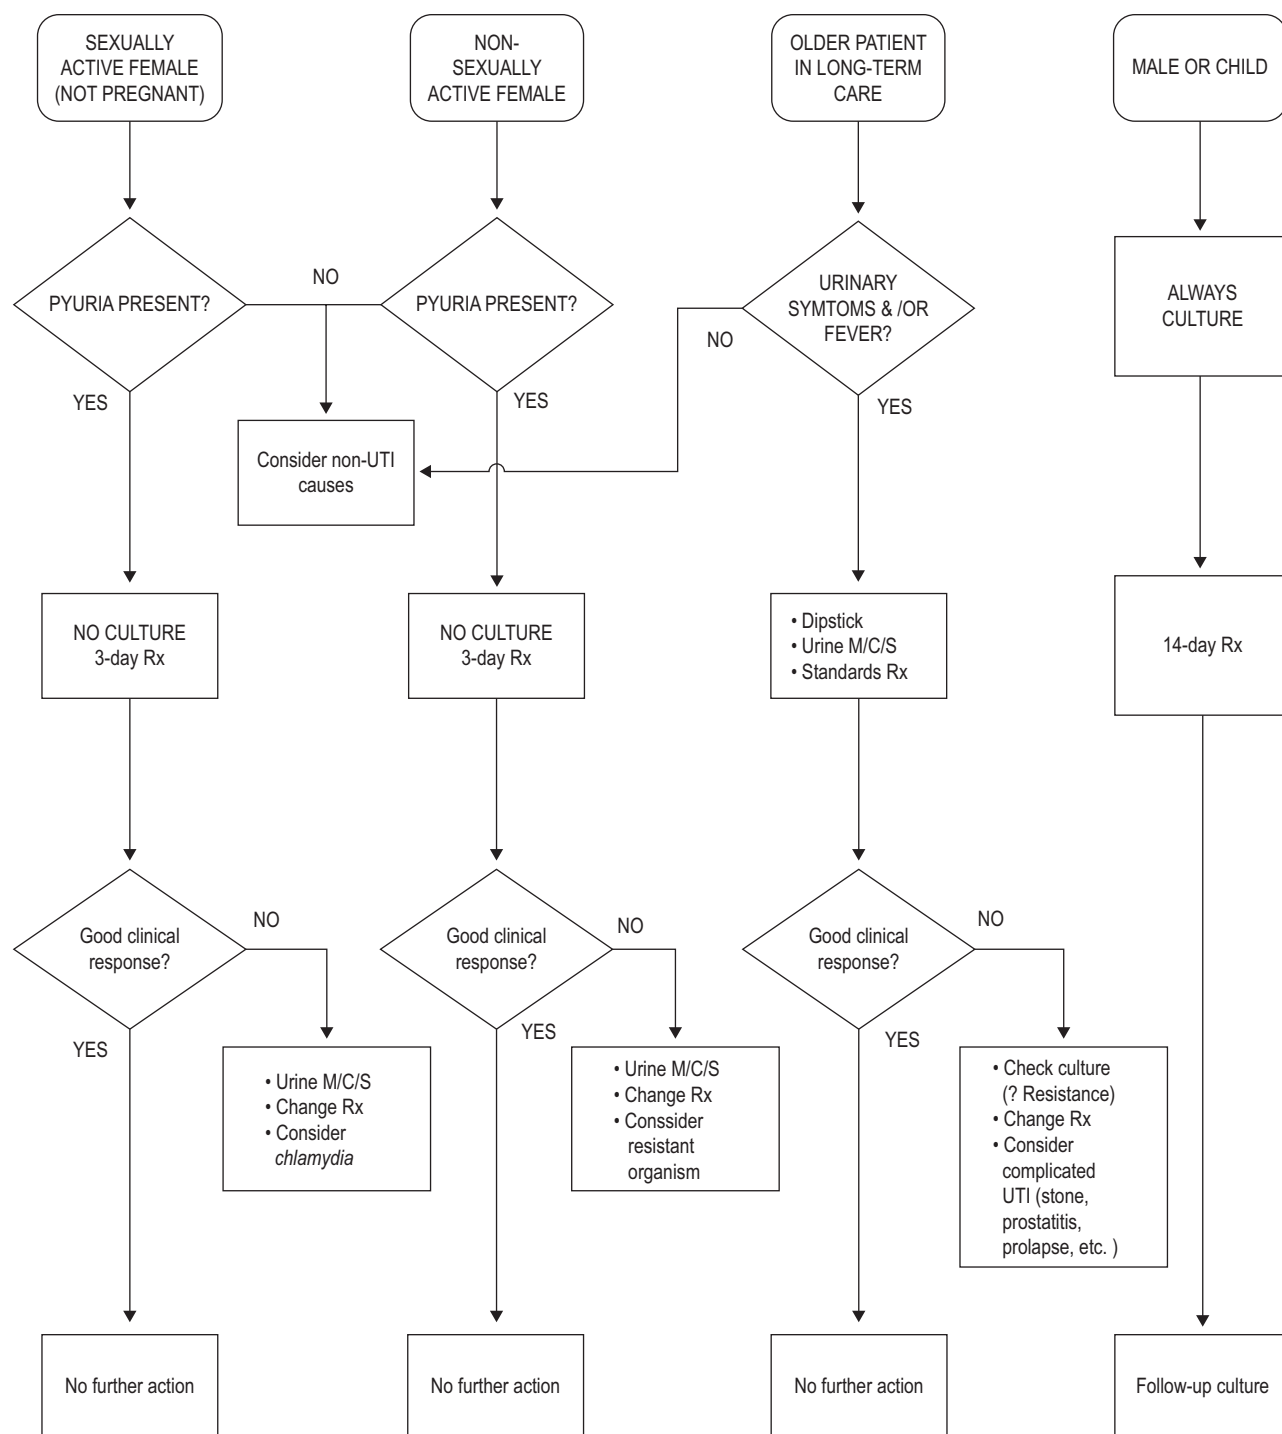 SEXUALLY
ACTIVE FEMALE
(NOT PREGNANT)
NON-
SEXUALLY
ACTIVE FEMALE
OLDER PATIENT
IN LONG-TERM
CARE
MALE OR CHILD
PYURIA PRESENT?
NO
PYURIA PRESENT?
URINARY
SYMTOMS & /OR
FEVER?
NO
ALWAYS
CULTURE
YES
YES
YES
Consider non-UTI
causes
NO CULTURE
3-day Rx
NO CULTURE
3-day Rx
• Dipstick
• Urine M/C/S
• Standards Rx
14-day Rx
Good clinical
response?
NO
Good clinical
response?
NO
Good clinical
response?
NO
YES
YES
YES
• Urine M/C/S
• Change Rx
• Consider
chlamydia
• Urine M/C/S
• Change Rx
• Conssider
resistant
organism
• Check culture
(? Resistance)
• Change Rx
• Consider
complicated
UTI (stone,
prostatitis,
prolapse, etc. )
No further action
No further action
No further action
Follow-up culture